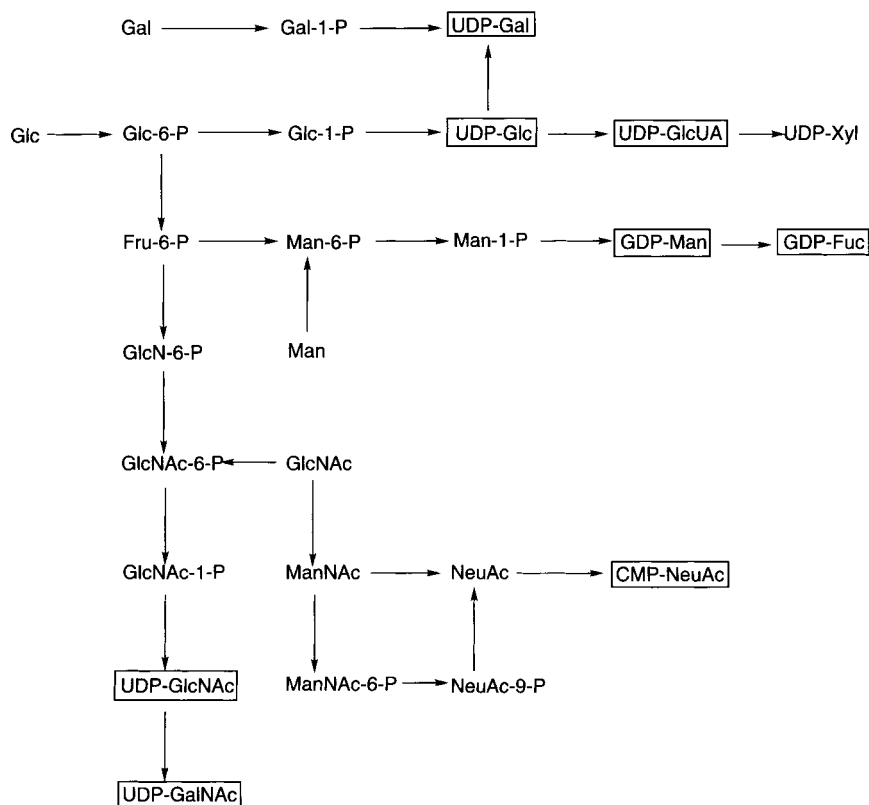 Gal Gal-1-P UDP-Gal
Glc Glc-6-P Glc-1-P UDP-Glc UDP-GlcUA UDP-Xyl
Fru-6-P Man-6-P Man-1-P GDP-Man GDP-Fuc
GlcN-6-P Man
GlcNAc-6-P GlcNAc
GlcNAc-1-P ManNAc NeuAc CMP-NeuAc
UDP-GlcNAc ManNAc-6-P NeuAc-9-P
UDP-GalNAc